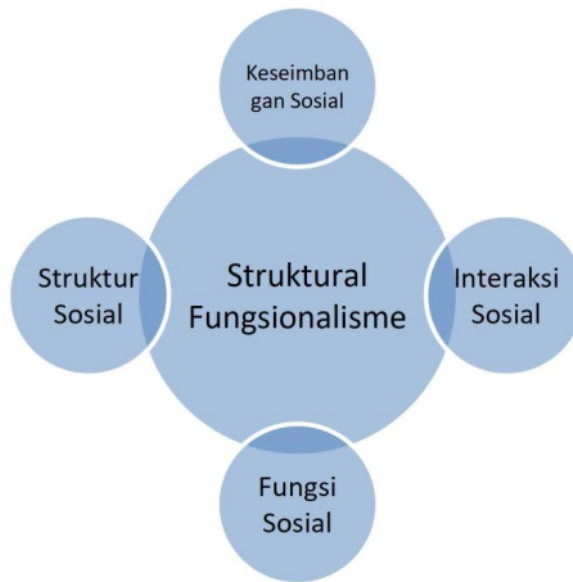 Keseimban
gan Sosial
Struktur
Sosial
Struktural
Fungsionalisme
Interaksi
Sosial
Fungsi
Sosial